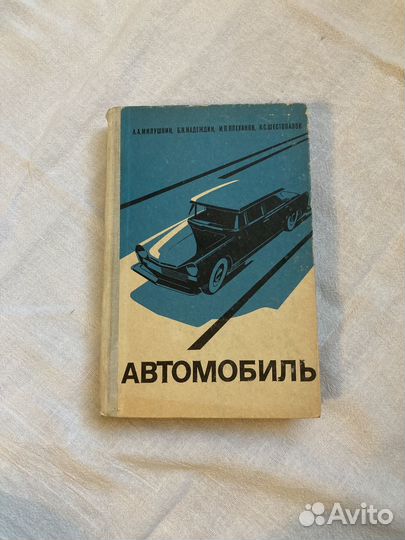 А.А.МИЛУШКИН, Б.Н.НАДЕЖДИН, И.П.ПЛЕХАНОВ, К.С.ШЕСТОПАЛОВ
АВТОМОБИЛЬ
Avito